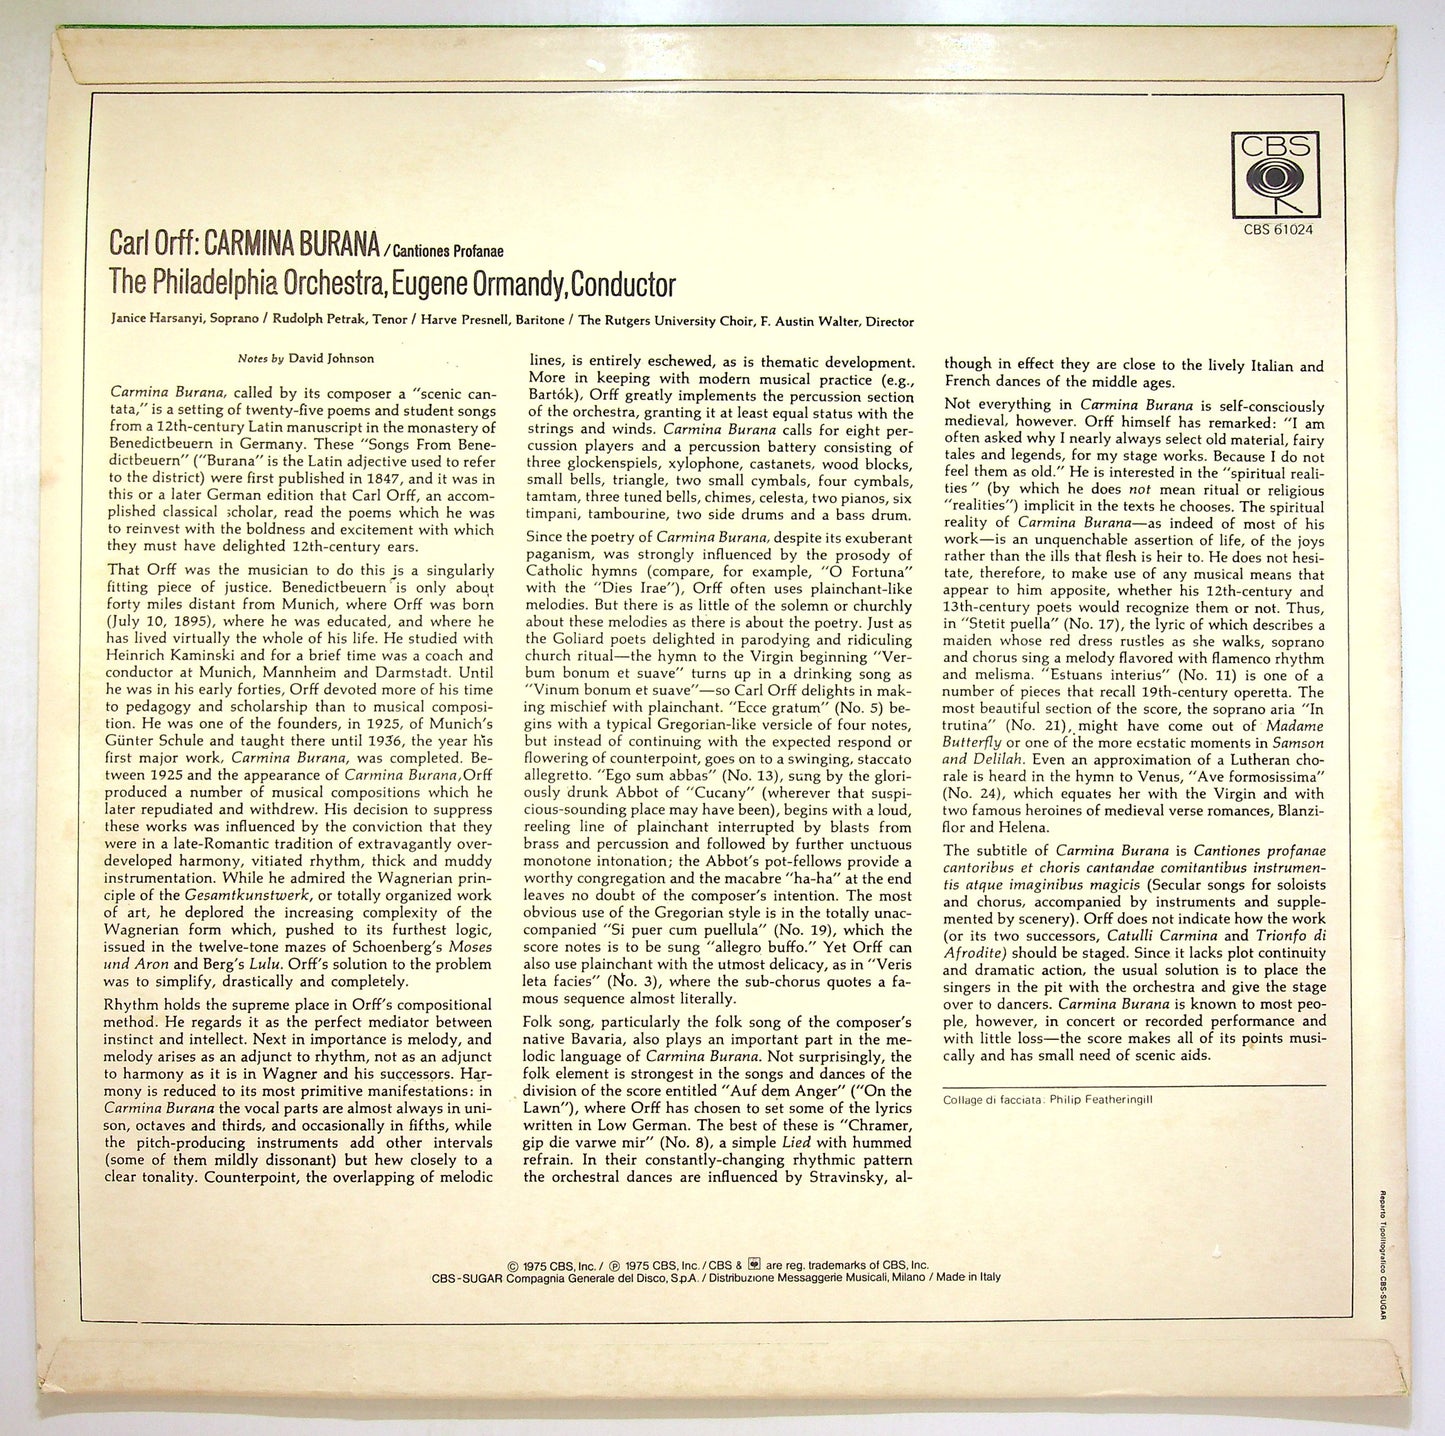 CBS
CBS 61024
Carl Orff: CARMINA BURANA / Cantiones Profanae
The Philadelphia Orchestra, Eugene Ormandy, Conductor
Janice Harsanyi, Soprano / Rudolph Petrak, Tenor / Harve Presnell, Baritone / The Rutgers University Choir, F. Austin Walter, Director
Notes by David Johnson
Carmina Burana, called by its composer a "scenic can-
tata," is a setting of twenty-five poems and student songs
from a 12th-century Latin manuscript in the monastery of
Benedictbeuern in Germany. These "Songs From Bene-
dictbeuern" ("Burana" is the Latin adjective used to refer
to the district) were first published in 1847, and it was in
this or a later German edition that Carl Orff, an accom-
plished classical scholar, read the poems which he was
to reinvest with the boldness and excitement with which
they must have delighted 12th-century ears.
That Orff was the musician to do this is a singularly
fitting piece of justice. Benedictbeuern is only about
forty miles distant from Munich, where Orff was born
(July 10, 1895), where he was educated, and where he
has lived virtually the whole of his life. He studied with
Heinrich Kaminski and for a brief time was a coach and
conductor at Munich, Mannheim and Darmstadt. Until
he was in his early forties, Orff devoted more of his time
to pedagogy and scholarship than to musical composi-
tion. He was one of the founders, in 1925, of Munich's
Günter Schule and taught there until 1936, the year his
first major work, Carmina Burana, was completed. Be-
tween 1925 and the appearance of Carmina Burana, Orff
produced a number of musical compositions which he
later repudiated and withdrew. His decision to suppress
these works was influenced by the conviction that they
were in a late-Romantic tradition of extravagantly over-
developed harmony, vitiated rhythm, thick and muddy
instrumentation. While he admired the Wagnerian prin-
ciple of the Gesamtkunstwerk, or totally organized work
of art, he deplored the increasing complexity of the
Wagnerian form which, pushed to its furthest logic,
issued in the twelve-tone mazes of Schoenberg's Moses
und Aron and Berg's Lulu. Orff's solution to the problem
was to simplify, drastically and completely.
Rhythm holds the supreme place in Orff's compositional
method. He regards it as the perfect mediator between
instinct and intellect. Next in importance is melody, and
melody arises as an adjunct to rhythm, not as an adjunct
to harmony as it is in Wagner and his successors. Har-
mony is reduced to its most primitive manifestations: in
Carmina Burana the vocal parts are almost always in uni-
son, octaves and thirds, and occasionally in fifths, while
the pitch-producing instruments add other intervals
(some of them mildly dissonant) but hew closely to a
clear tonality. Counterpoint, the overlapping of melodic
lines, is entirely eschewed, as is thematic development.
More in keeping with modern musical practice (e.g.,
Bartók), Orff greatly implements the percussion section
of the orchestra, granting it at least equal status with the
strings and winds. Carmina Burana calls for eight per-
cussion players and a percussion battery consisting of
three glockenspiels, xylophone, castanets, wood blocks,
small bells, triangle, two small cymbals, four cymbals,
tamtam, three tuned bells, chimes, celesta, two pianos, six
timpani, tambourine, two side drums and a bass drum.
Since the poetry of Carmina Burana, despite its exuberant
paganism, was strongly influenced by the prosody of
Catholic hymns (compare, for example, "O Fortuna"
with the "Dies Irae"), Orff often uses plainchant-like
melodies. But there is as little of the solemn or churchly
about these melodies as there is about the poetry. Just as
the Goliard poets delighted in parodying and ridiculing
church ritual—the hymn to the Virgin beginning "Ver-
bum bonum et suave" turns up in a drinking song as
"Vinum bonum et suave"—so Carl Orff delights in mak-
ing mischief with plainchant. "Ecce gratum" (No. 5) be-
gins with a typical Gregorian-like versicle of four notes,
but instead of continuing with the expected respond or
flowering of counterpoint, goes on to a swinging, staccato
allegretto. "Ego sum abbas" (No. 13), sung by the glori-
ously drunk Abbot of "Cucany" (wherever that suspi-
cious-sounding place may have been), begins with a loud,
reeling line of plainchant interrupted by blasts from
brass and percussion and followed by further unctuous
monotone intonation; the Abbot's pot-fellows provide a
worthy congregation and the macabre "ha-ha" at the end
leaves no doubt of the composer's intention. The most
obvious use of the Gregorian style is in the totally unac-
companied "Si puer cum puellula" (No. 19), which the
score notes is to be sung "allegro buffo." Yet Orff can
also use plainchant with the utmost delicacy, as in "Veris
leta facies" (No. 3), where the sub-chorus quotes a fa-
mous sequence almost literally.
Folk song, particularly the folk song of the composer's
native Bavaria, also plays an important part in the me-
lodic language of Carmina Burana. Not surprisingly, the
folk element is strongest in the songs and dances of the
division of the score entitled "Auf dem Anger" ("On the
Lawn"), where Orff has chosen to set some of the lyrics
written in Low German. The best of these is "Chramer,
gip die varwe mir" (No. 8), a simple Lied with hummed
refrain. In their constantly-changing rhythmic pattern
the orchestral dances are influenced by Stravinsky, al-
though in effect they are close to the lively Italian and
French dances of the middle ages.
Not everything in Carmina Burana is self-consciously
medieval, however. Orff himself has remarked: "I am
often asked why I nearly always select old material, fairy
tales and legends, for my stage works. Because I do not
feel them as old." He is interested in the "spiritual reali-
ties" (by which he does not mean ritual or religious
"realities") implicit in the texts he chooses. The spiritual
reality of Carmina Burana—as indeed of most of his
work—is an unquenchable assertion of life, of the joys
rather than the ills that flesh is heir to. He does not hesi-
tate, therefore, to make use of any musical means that
appear to him apposite, whether his 12th-century and
13th-century poets would recognize them or not. Thus,
in "Stetit puella" (No. 17), the lyric of which describes a
maiden whose red dress rustles as she walks, soprano
and chorus sing a melody flavored with flamenco rhythm
and melisma. "Estuans interius" (No. 11) is one of a
number of pieces that recall 19th-century operetta. The
most beautiful section of the score, the soprano aria "In
trutina" (No. 21), might have come out of Madame
Butterfly or one of the more ecstatic moments in Samson
and Delilah. Even an approximation of a Lutheran cho-
rale is heard in the hymn to Venus, "Ave formosissima"
(No. 24), which equates her with the Virgin and with
two famous heroines of medieval verse romances, Blanzi-
flor and Helena.
The subtitle of Carmina Burana is Cantiones profanae
cantoribus et choris cantandae comitantibus instrumen-
tis atque imaginibus magicis (Secular songs for soloists
and chorus, accompanied by instruments and supple-
mented by scenery). Orff does not indicate how the work
(or its two successors, Catulli Carmina and Trionfo di
Afrodite) should be staged. Since it lacks plot continuity
and dramatic action, the usual solution is to place the
singers in the pit with the orchestra and give the stage
over to dancers. Carmina Burana is known to most peo-
ple, however, in concert or recorded performance and
with little loss—the score makes all of its points musi-
cally and has small need of scenic aids.
Collage di facciata: Philip Featheringill
© 1975 CBS, Inc. / ℗ 1975 CBS, Inc. / CBS & are reg. trademarks of CBS, Inc.
CBS-SUGAR Compagnia Generale del Disco, S.p.A. / Distribuzione Messaggerie Musicali, Milano / Made in Italy
Reparto Tipolitografico CBS-SUGAR